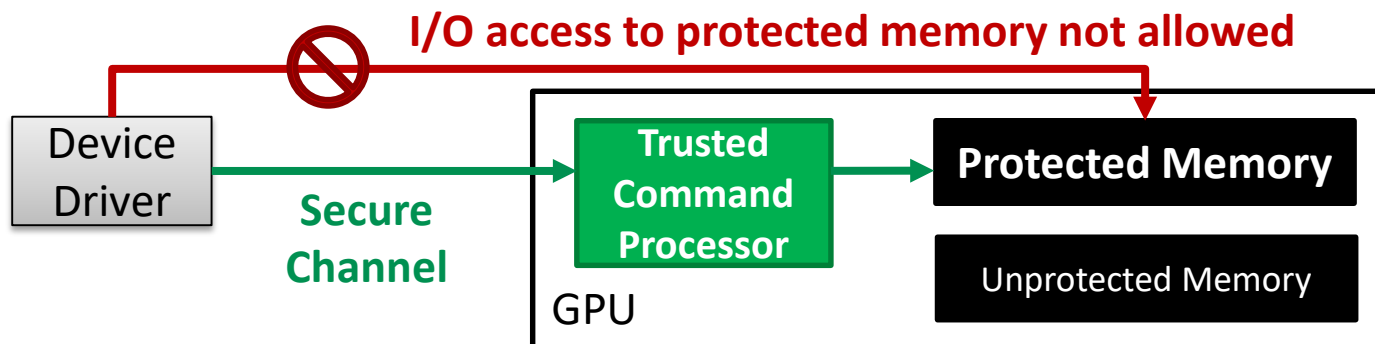 I/O access to protected memory not allowed
Device
Driver
Secure
Channel
Trusted
Command
Processor
Protected Memory
Unprotected Memory
GPU